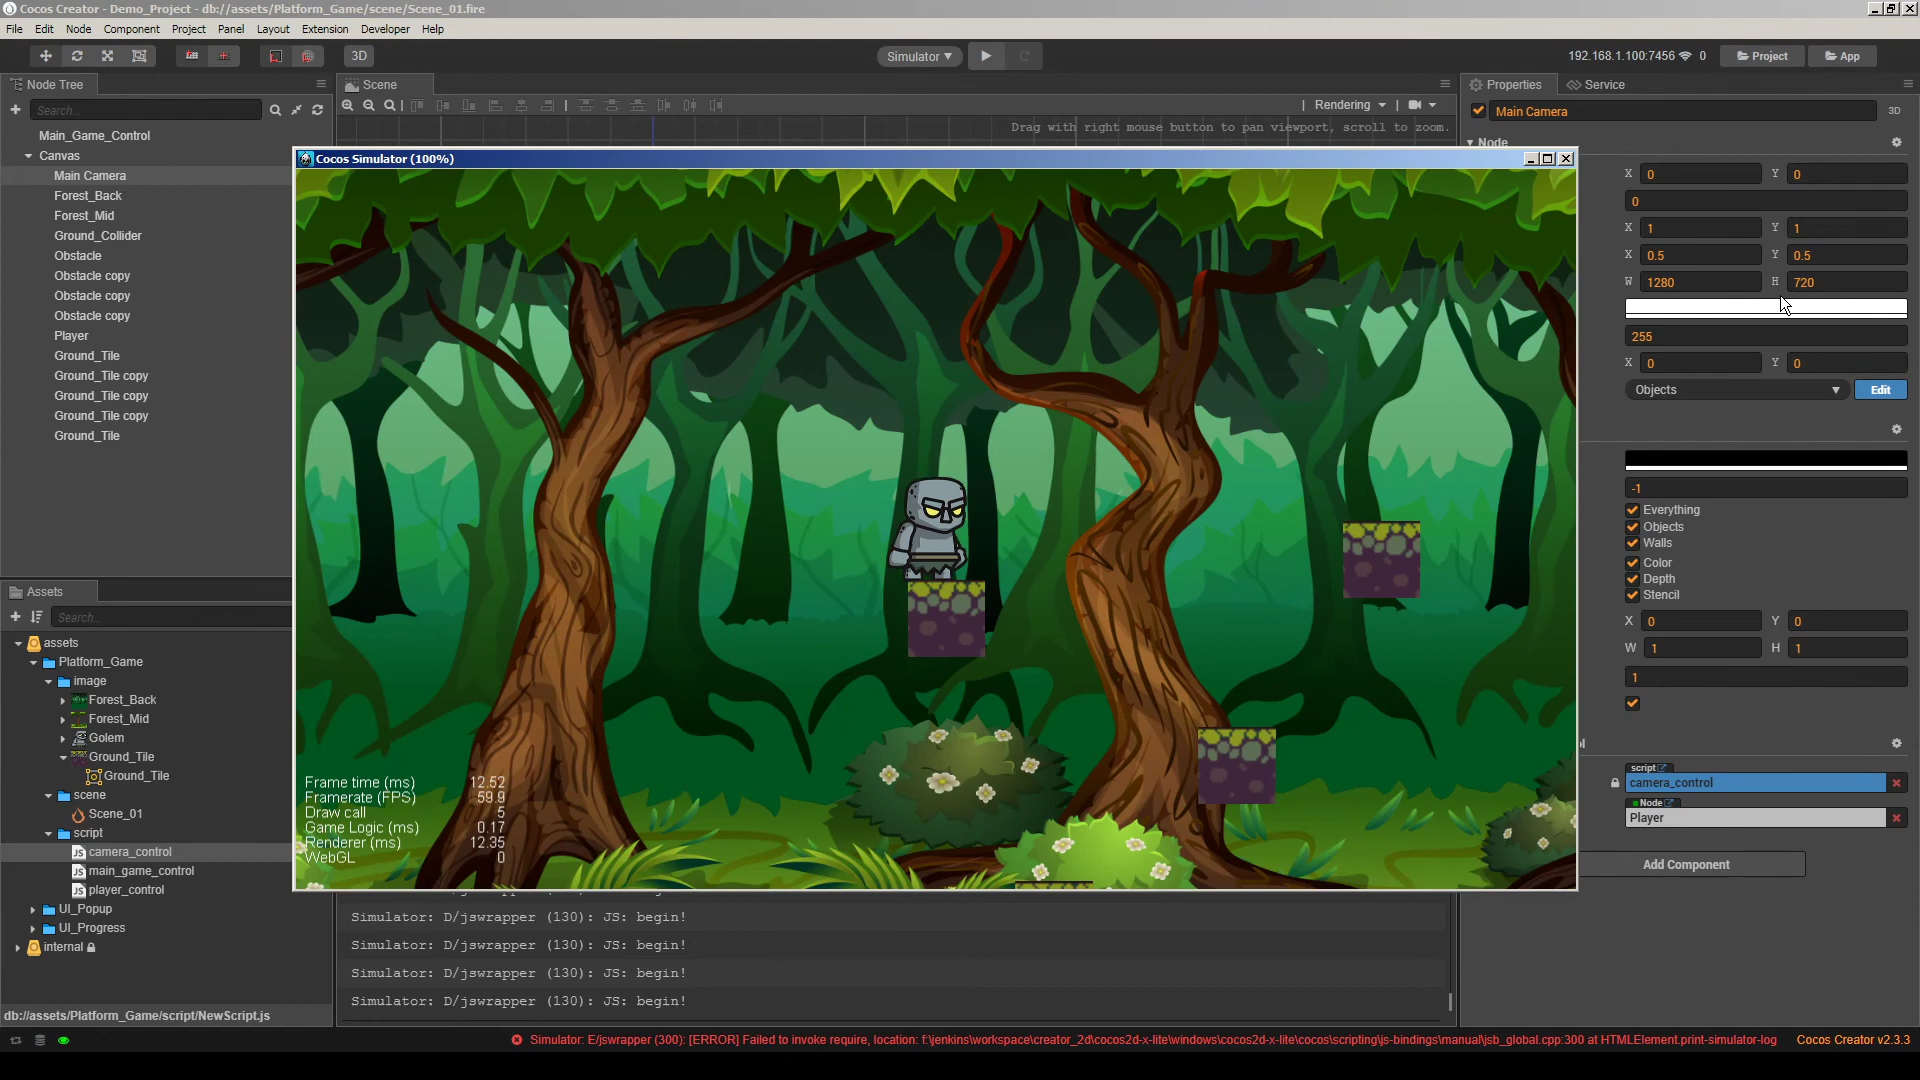 Cocos Creator - Demo_Project - db://assets/Platform_Game/scene/Scene_01.fire
File Edit Node Component Project Panel Layout Extension Developer Help
3D Simulator 192.168.1.100:7456 0 Project App
Node Tree
Search...
Main_Game_Control
Canvas
Main Camera
Forest_Back
Forest_Mid
Ground_Collider
Obstacle
Obstacle copy
Obstacle copy
Obstacle copy
Player
Ground_Tile
Ground_Tile copy
Ground_Tile copy
Ground_Tile copy
Ground_Tile
Assets
Search...
assets
Platform_Game
image
Forest_Back
Forest_Mid
Golem
Ground_Tile
Ground_Tile
scene
Scene_01
script
camera_control
main_game_control
player_control
UI_Popup
UI_Progress
internal
db://assets/Platform_Game/script/NewScript.js
Scene
Rendering
Drag with right mouse button to pan viewport, scroll to zoom.
Cocos Simulator (100%)
Frame time (ms) 12.52
Framerate (FPS) 59.9
Draw call 5
Game Logic (ms) 0.17
Renderer (ms) 12.35
WebGL 0
Simulator: D/jswrapper (130): JS: begin!
Simulator: D/jswrapper (130): JS: begin!
Simulator: D/jswrapper (130): JS: begin!
Simulator: D/jswrapper (130): JS: begin!
Properties Service
Main Camera 3D
Node
X 0 Y 0
0
X 1 Y 1
X 0.5 Y 0.5
W 1280 H 720
255
X 0 Y 0
Objects Edit
-1
Everything
Objects
Walls
Color
Depth
Stencil
X 0 Y 0
W 1 H 1
1
script
camera_control
Node
Player
Add Component
Simulator: E/jswrapper (300): [ERROR] Failed to invoke require, location: f:\jenkins\workspace\creator_2d\cocos2d-x-lite\windows\cocos2d-x-lite\cocos\scripting\js-bindings\manual\jsb_global.cpp:300 at HTMLElement.print-simulator-log
Cocos Creator v2.3.3